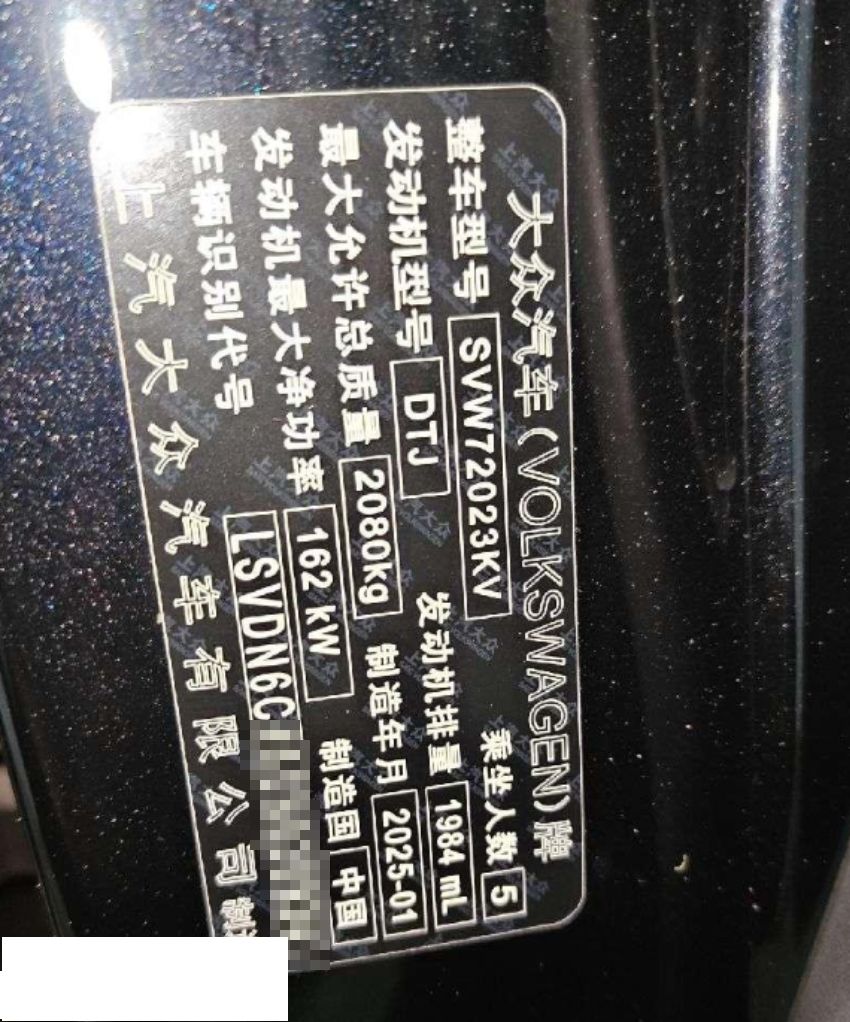 大众汽车(VOLKSWAGEN)牌
整车型号 SVW72023KV 乘坐人数 5
发动机型号 DTJ 发动机排量 1984 mL
最大允许总质量 2080kg 制造年月 2025-01
发动机最大净功率 162 kW 制造国 中国
车辆识别代号 LSVDN6C
上汽大众汽车有限公司制造